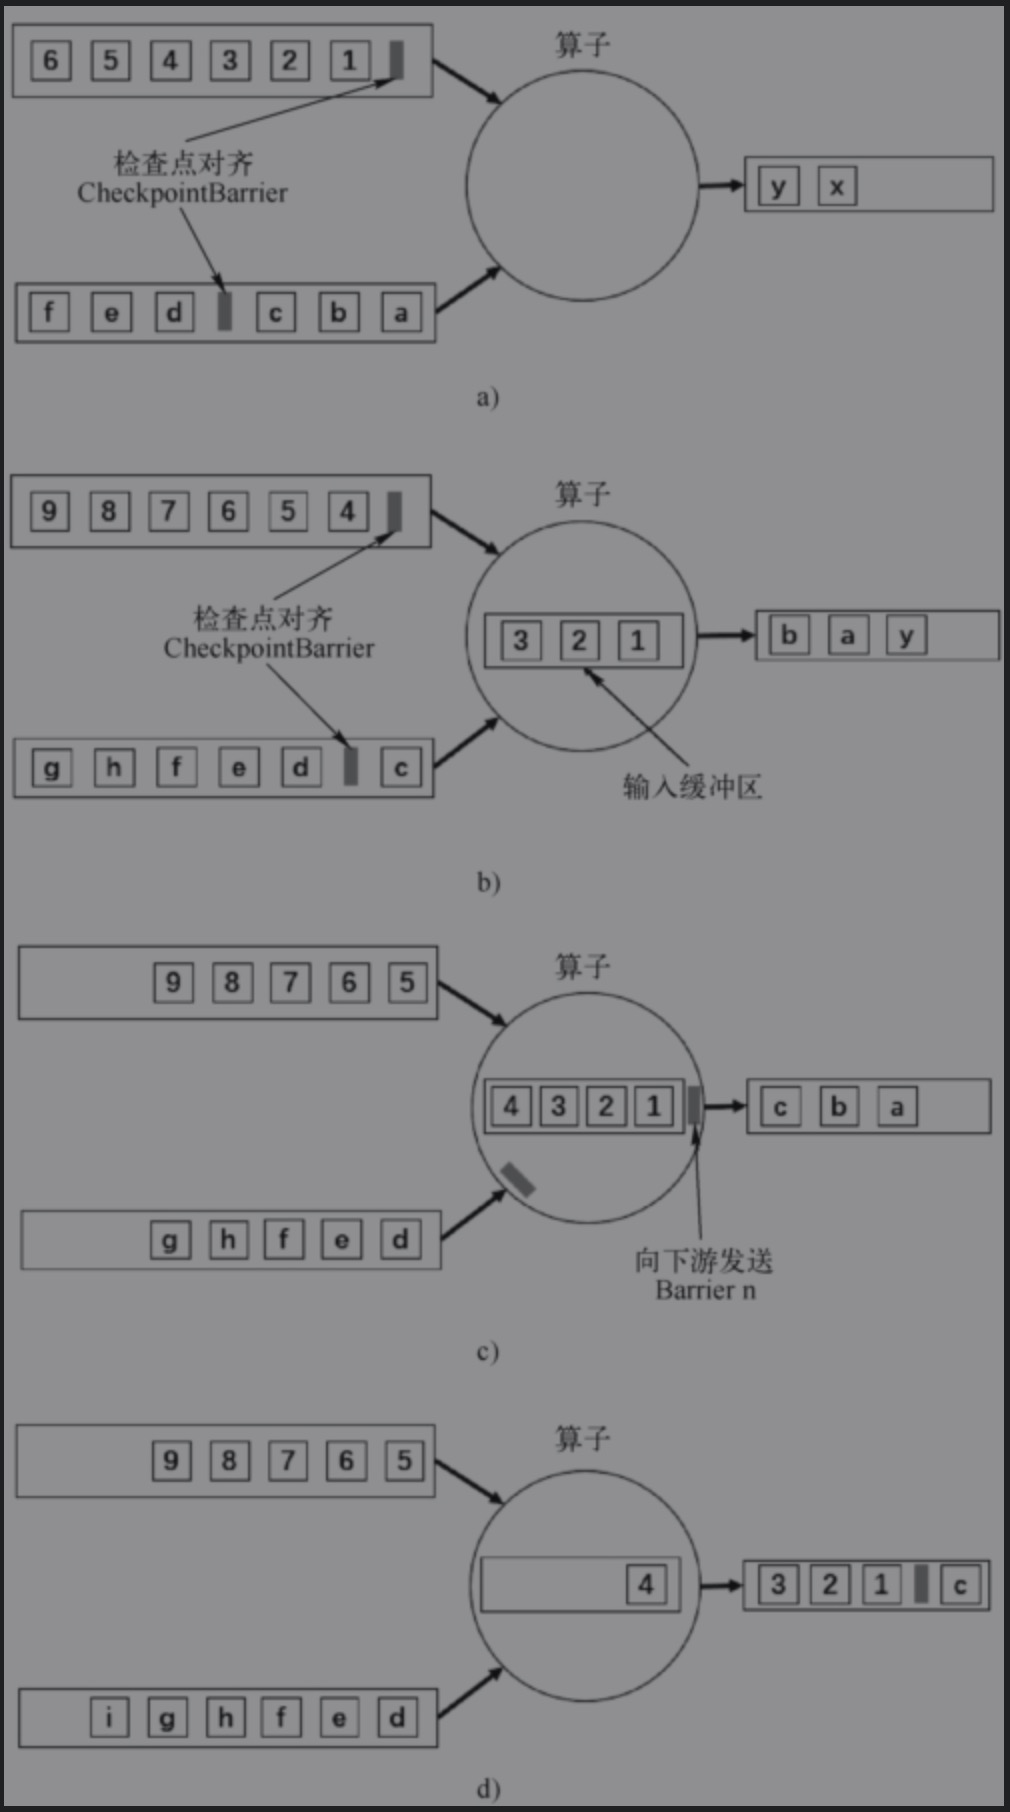 6 5 4 3 2 1
算子
检查点对齐
CheckpointBarrier
y x
f e d c b a
a)
9 8 7 6 5 4
算子
检查点对齐
CheckpointBarrier
3 2 1
b a y
g h f e d c
输入缓冲区
b)
9 8 7 6 5
算子
4 3 2 1
c b a
g h f e d
向下游发送
Barrier n
c)
9 8 7 6 5
算子
4
3 2 1 c
i g h f e d
d)